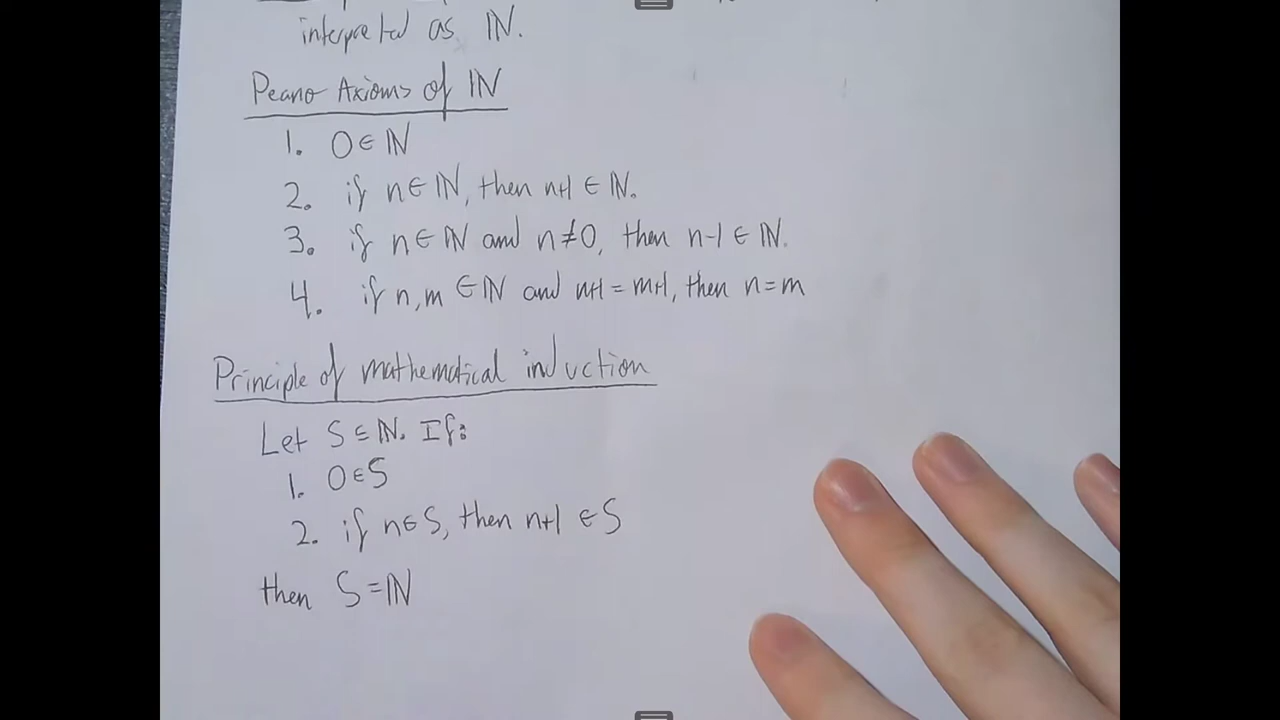 interpreted as ℕ.
Peano Axioms of ℕ
1. 0∈ℕ
2. if n∈ℕ, then n+1 ∈ ℕ.
3. if n∈ℕ and n≠0, then n-1 ∈ ℕ.
4. if n,m ∈ℕ and n+1 = m+1, then n=m
Principle of mathematical induction
Let S⊆ℕ. If:
1. 0∈S
2. if n∈S, then n+1 ∈S
then S=ℕ